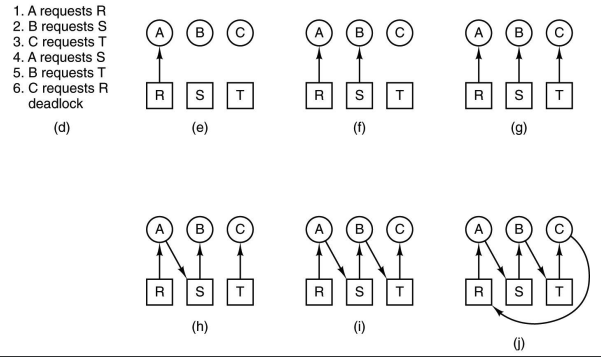 1. A requests R
2. B requests S
3. C requests T
4. A requests S
5. B requests T
6. C requests R
deadlock
(d)
A B C
R S T
(e)
A B C
R S T
(f)
A B C
R S T
(g)
A B C
R S T
(h)
A B C
R S T
(i)
A B C
R S T
(j)